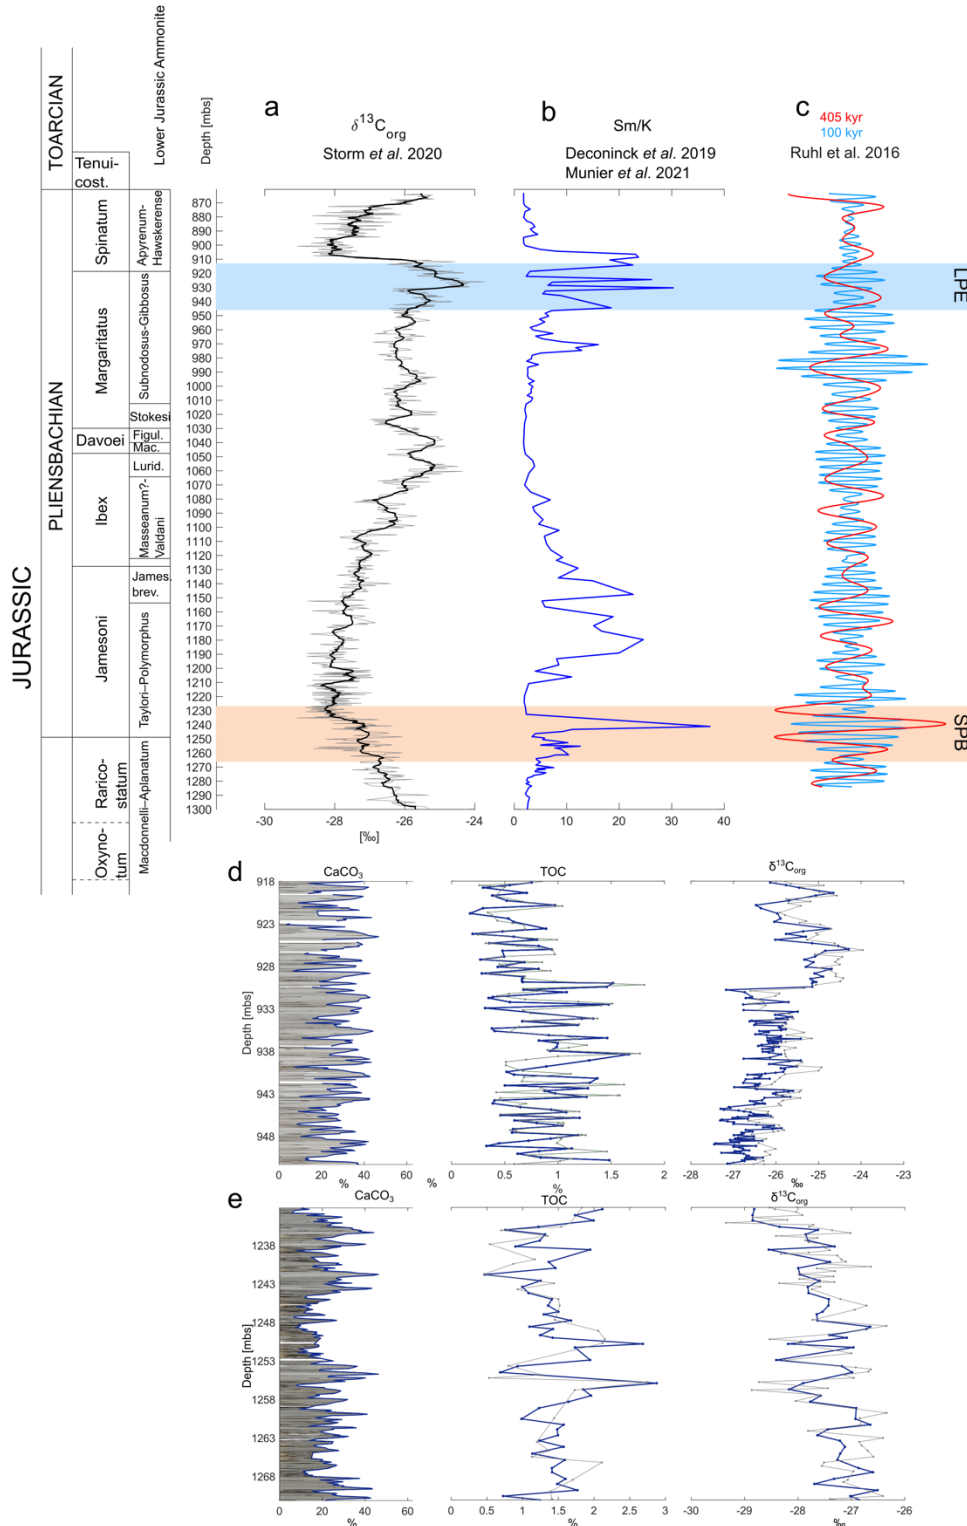 JURASSIC
PLIENSBACHIAN
TOARCIAN
Tenui-
cost.
Spinatum
Margaritatus
Davoei
Ibex
Jamesoni
Rarico-
statum
Oxyno-
tum
Lower Jurassic Ammonite
Apyrenum-
Hawskerense
Subnodosus-Gibbosus
Stokesi
Figul.
Mac.
Lurid.
Masseanum?-
Valdani
James.
brev.
Taylori–Polymorphus
Macdonnelli–Aplanatum
Depth [mbs]
870
880
890
900
910
920
930
940
950
960
970
980
990
1000
1010
1020
1030
1040
1050
1060
1070
1080
1090
1100
1110
1120
1130
1140
1150
1160
1170
1180
1190
1200
1210
1220
1230
1240
1250
1260
1270
1280
1290
1300
a
δ13Corg
Storm et al. 2020
-30 -28 -26 -24
[‰]
b
Sm/K
Deconinck et al. 2019
Munier et al. 2021
0 10 20 30 40
c
405 kyr
100 kyr
Ruhl et al. 2016
LPE
SPB
d
CaCO3
TOC
δ13Corg
Depth [mbs]
918
923
928
933
938
943
948
0 20 40 60
% %
0 0.5 1 1.5 2
%
-28 -27 -26 -25 -24 -23
‰
e
CaCO3
TOC
δ13Corg
Depth [mbs]
1238
1243
1248
1253
1258
1263
1268
0 20 40 60
%
0 0.5 1 1.5 2 2.5 3
%
-30 -29 -28 -27 -26
‰